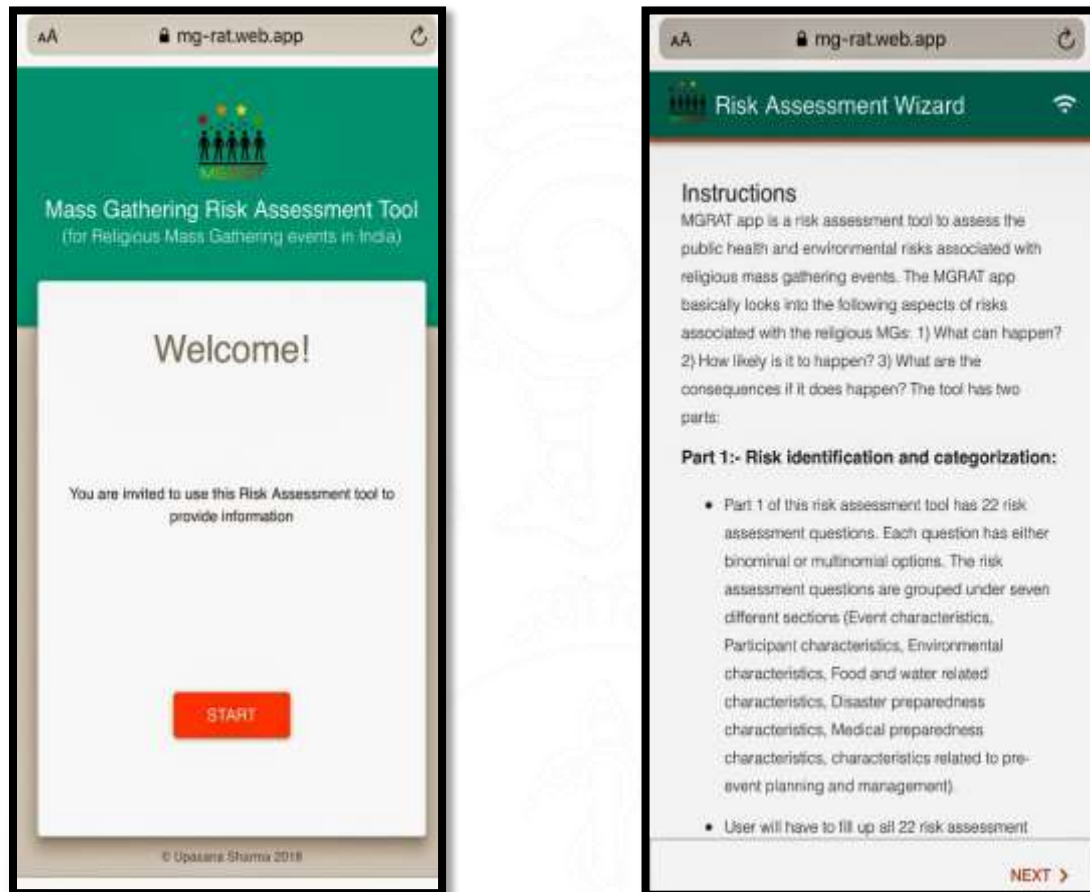 AA mg-rat.web.app
MGRAT
Mass Gathering Risk Assessment Tool
(for Religious Mass Gathering events in India)
Welcome!
You are invited to use this Risk Assessment tool to
provide information
START
© Upasana Sharma 2018
AA mg-rat.web.app
Risk Assessment Wizard
Instructions
MGRAT app is a risk assessment tool to assess the
public health and environmental risks associated with
religious mass gathering events. The MGRAT app
basically looks into the following aspects of risks
associated with the religious MGs: 1) What can happen?
2) How likely is it to happen? 3) What are the
consequences if it does happen? The tool has two
parts:
Part 1:- Risk identification and categorization:
• Part 1 of this risk assessment tool has 22 risk
assessment questions. Each question has either
binominal or multinomial options. The risk
assessment questions are grouped under seven
different sections (Event characteristics,
Participant characteristics, Environmental
characteristics, Food and water related
characteristics, Disaster preparedness
characteristics, Medical preparedness
characteristics, characteristics related to pre-
event planning and management).
• User will have to fill up all 22 risk assessment
NEXT >